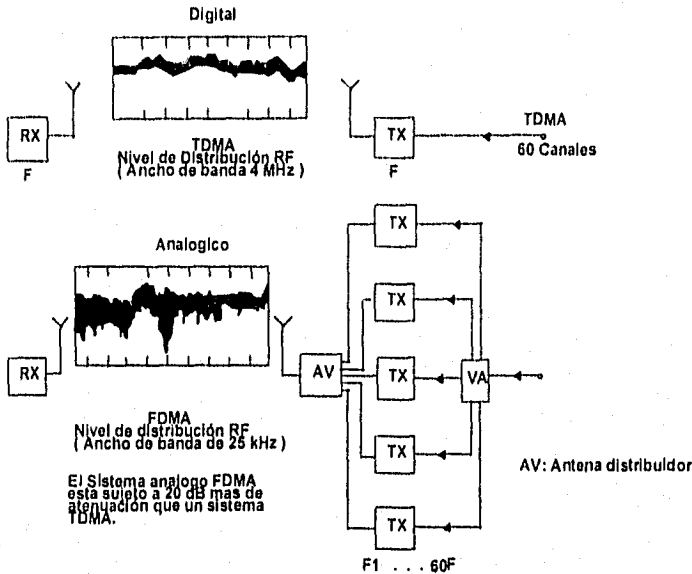 Digital
RX
F
TDMA
Nivel de Distribución RF
( Ancho de banda 4 MHz )
TX
F
TDMA
60 Canales
Analogico
RX
FDMA
Nivel de distribución RF
( Ancho de banda de 25 kHz )
El Sistema analogo FDMA
esta sujeto a 20 dB mas de
atenuación que un sistema
TDMA.
AV
TX
TX
TX
TX
TX
VA
AV: Antena distribuidor
F1 . . . 60F